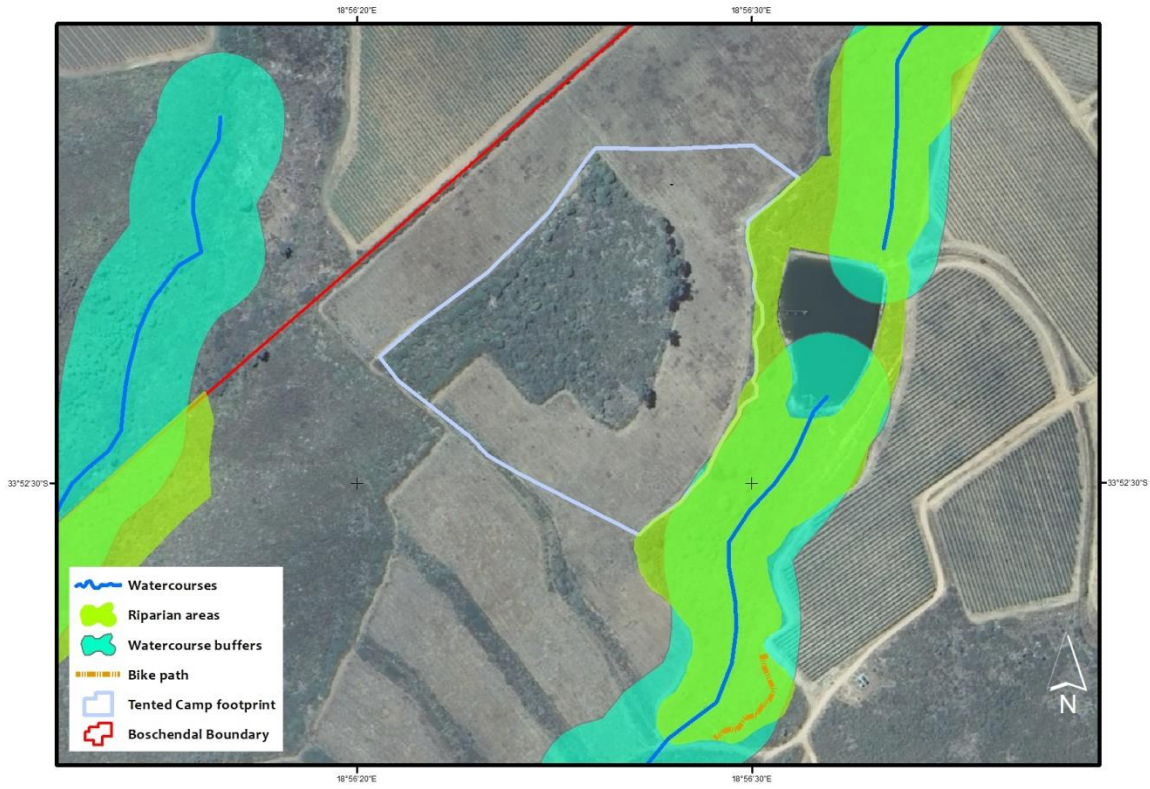 18°56'20"E
18°56'30"E
33°52'30"S
33°52'30"S
Watercourses
Riparian areas
Watercourse buffers
Bike path
Tented Camp footprint
Boschendal Boundary
N
18°56'20"E
18°56'30"E